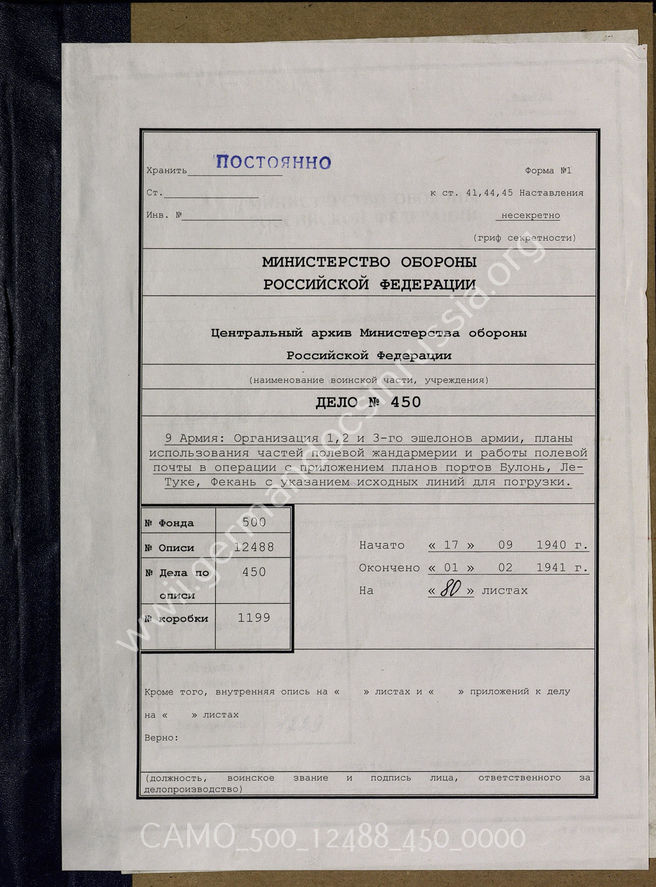 Хранить ПОСТОЯННО
Форма №1
Ст.
к ст. 41,44,45 Наставления
Инв. №
несекретно
(гриф секретности)
МИНИСТЕРСТВО ОБОРОНЫ
РОССИЙСКОЙ ФЕДЕРАЦИИ
Центральный архив Министерства обороны
Российской Федерации
(наименование воинской части, учреждения)
ДЕЛО № 450
9 Армия: Организация 1,2 и 3-го эшелонов армии, планы
использования частей полевой жандармерии и работы полевой
почты в операции с приложением планов портов Булонь, Ле-
Туке, Фекань с указанием исходных линий для погрузки.
№ Фонда 500
№ Описи 12488
№ Дела по описи 450
№ коробки 1199
Начато « 17 » 09 1940 г.
Окончено « 01 » 02 1941 г.
На « 80 » листах
Кроме того, внутренняя опись на « » листах и « » приложений к делу
на « » листах
Верно:
(должность, воинское звание и подпись лица, ответственного за
делопроизводство)
www.germandocsinrussia.org
CAMO_500_12488_450_0000